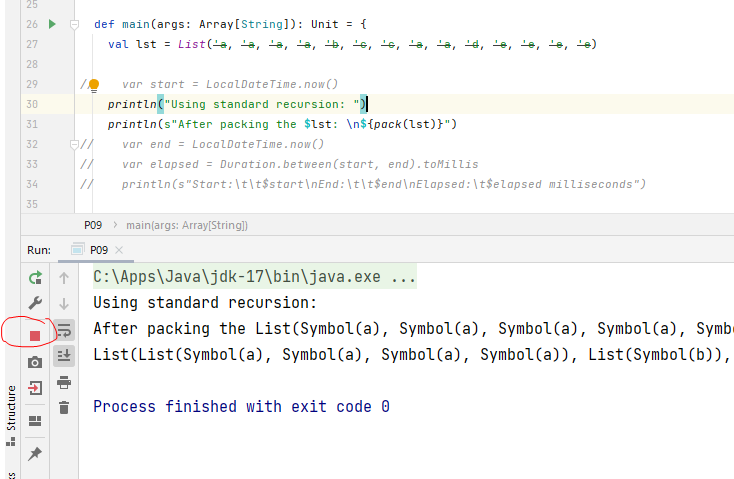 25
26 def main(args: Array[String]): Unit = {
27 val lst = List('a, 'a, 'a, 'a, 'b, 'c, 'c, 'a, 'a, 'd, 'e, 'e, 'e, 'e)
28
29 // var start = LocalDateTime.now()
30 println("Using standard recursion: ")
31 println(s"After packing the $lst: \n${pack(lst)}")
32 // var end = LocalDateTime.now()
33 // var elapsed = Duration.between(start, end).toMillis
34 // println(s"Start:\t\t$start\nEnd:\t\t$end\nElapsed:\t$elapsed milliseconds")
35
P09 main(args: Array[String])
Run: P09
C:\Apps\Java\jdk-17\bin\java.exe ...
Using standard recursion:
After packing the List(Symbol(a), Symbol(a), Symbol(a), Symbol(a), Symb
List(List(Symbol(a), Symbol(a), Symbol(a), Symbol(a)), List(Symbol(b)),
Process finished with exit code 0
Structure